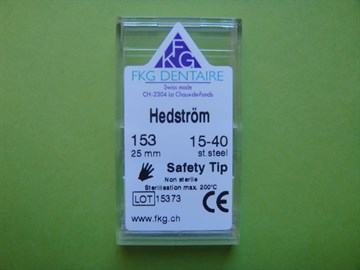 FKG
FKG DENTAIRE
Swiss made
CH-2304 La Chaux-de-Fonds
Hedström
153 15-40
25 mm st. steel
Safety Tip
Non sterile
Sterilisation max. 200°C
LOT 15373 CE
www.fkg.ch